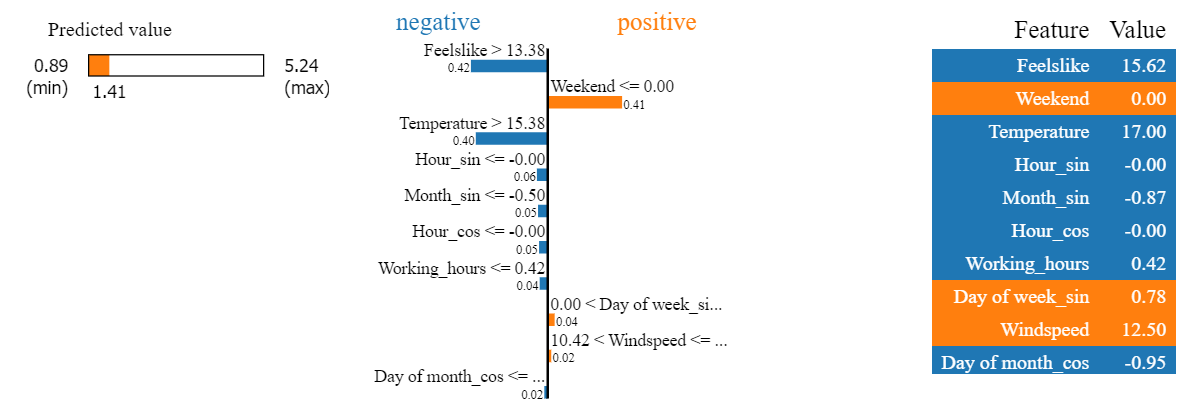 Predicted value
0.89
(min)
1.41
5.24
(max)
negative positive
Feelslike > 13.38
0.42
Weekend <= 0.00
0.41
Temperature > 15.38
0.40
Hour_sin <= -0.00
0.06
Month_sin <= -0.50
0.05
Hour_cos <= -0.00
0.05
Working_hours <= 0.42
0.04
0.00 < Day of week_si...
0.04
10.42 < Windspeed <= ...
0.02
Day of month_cos <= ...
0.02
Feature Value
Feelslike 15.62
Weekend 0.00
Temperature 17.00
Hour_sin -0.00
Month_sin -0.87
Hour_cos -0.00
Working_hours 0.42
Day of week_sin 0.78
Windspeed 12.50
Day of month_cos -0.95